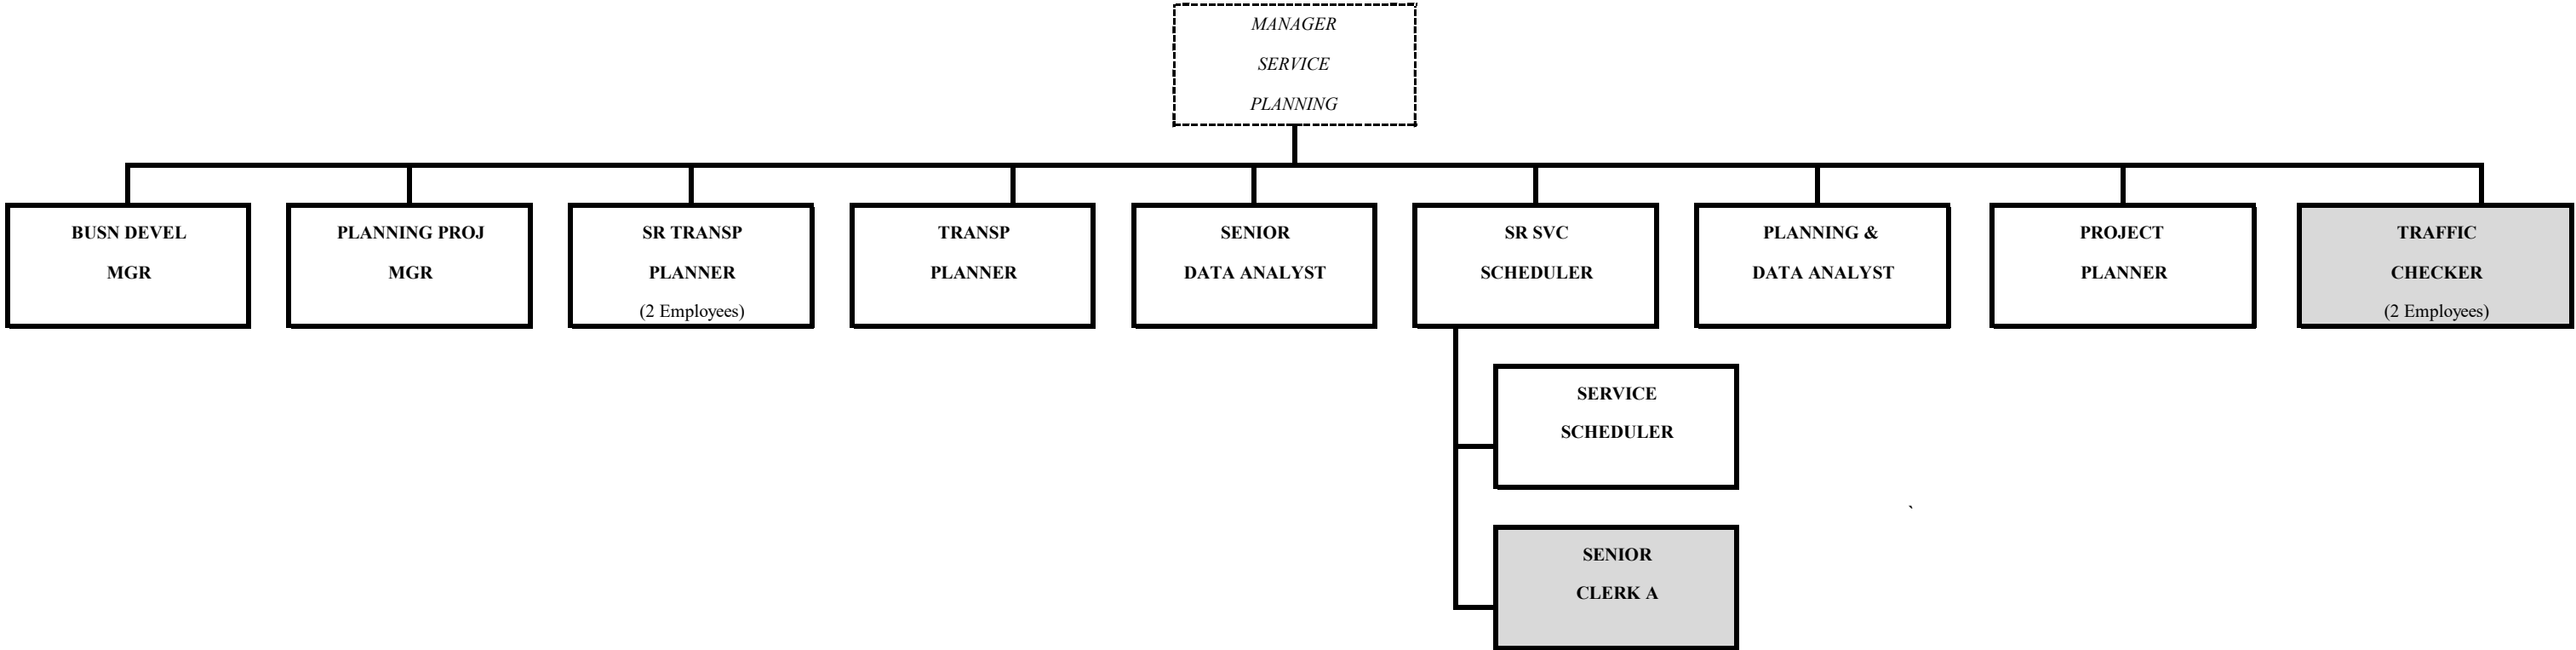 MANAGER
SERVICE
PLANNING
BUSN DEVEL
MGR
PLANNING PROJ
MGR
SR TRANSP
PLANNER
(2 Employees)
TRANSP
PLANNER
SENIOR
DATA ANALYST
SR SVC
SCHEDULER
PLANNING &
DATA ANALYST
PROJECT
PLANNER
TRAFFIC
CHECKER
(2 Employees)
SERVICE
SCHEDULER
`
SENIOR
CLERK A